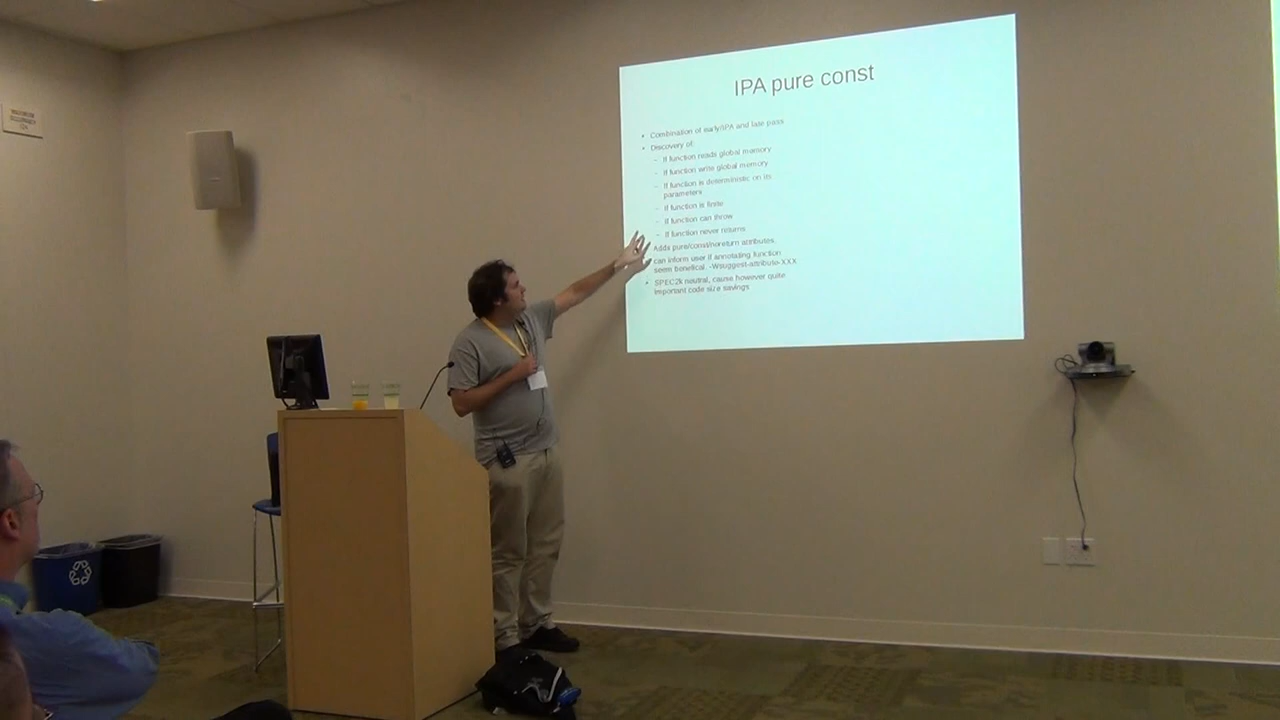 MAXIMUM
OCCUPANCY
IPA pure const
• Combination of early/IPA and late pass
• Discovery of:
– If function reads global memory
– If function write global memory
– If function is deterministic on its
parameters
– If function is finite
– If function can throw
– If function never returns
Adds pure/const/noreturn attributes
can inform user if annotating function
seem benefical. -Wsuggest-attribute-XXX
• SPEC2k neutral, cause however quite
important code size savings